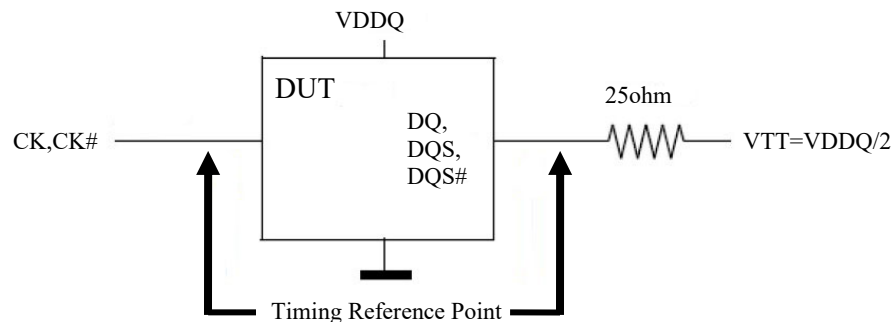 VDDQ
DUT
25ohm
DQ,
CK,CK#
DQS,
VTT=VDDQ/2
DQS#
Timing Reference Point